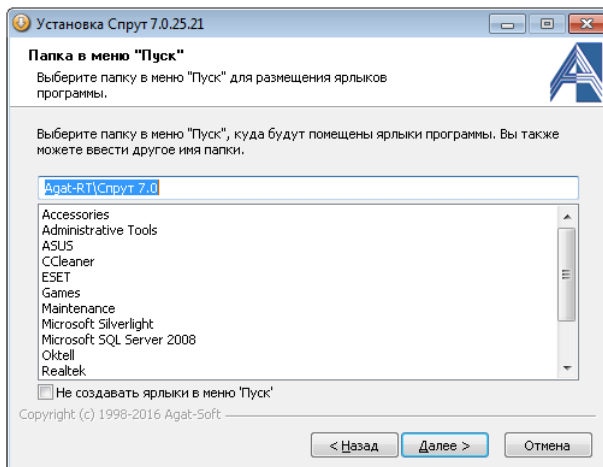 Установка Спрут 7.0.25.21
Папка в меню "Пуск"
Выберите папку в меню "Пуск" для размещения ярлыков
программы.
Выберите папку в меню "Пуск", куда будут помещены ярлыки программы. Вы также
можете ввести другое имя папки.
Agat-RT\Спрут 7.0
Accessories
Administrative Tools
ASUS
CCleaner
ESET
Games
Maintenance
Microsoft Silverlight
Microsoft SQL Server 2008
Oktell
Realtek
Не создавать ярлыки в меню 'Пуск'
Copyright (c) 1998-2016 Agat-Soft
< Назад Далее > Отмена